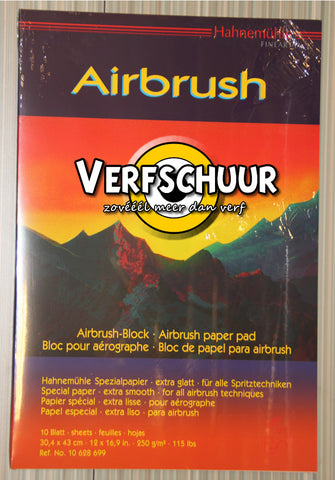 Hahnemühle
FINEART
Airbrush
VERFSCHUUR
zovéél meer dan verf
Airbrush-Block · Airbrush paper pad
Bloc pour aérographe · Bloc de papel para airbrush
Hahnemühle Spezialpapier · extra glatt · für alle Spritztechniken
Special paper · extra smooth · for all airbrush techniques
Papier spécial · extra lisse · pour aérographe
Papel especial · extra liso · para airbrush
10 Blatt · sheets · feuilles · hojas
30,4 x 43 cm · 12 x 16,9 in. · 250 g/m² · 115 lbs
Ref. No. 10 628 699